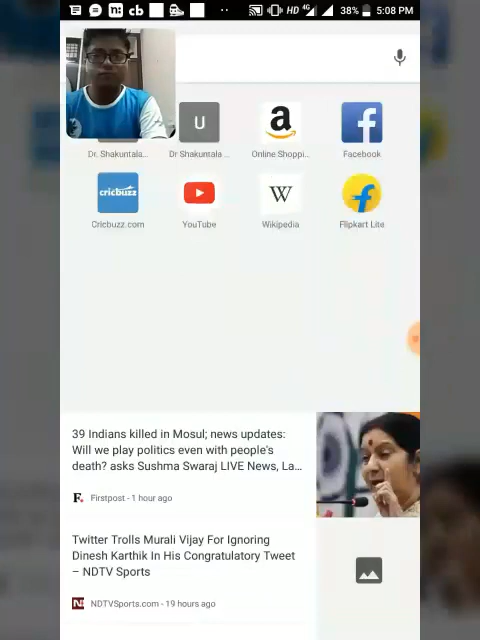 n: cb HD 4G 38% 5:08 PM
U
a
f
Dr. Shakuntala... Dr Shakuntala ... Online Shoppi... Facebook
cricbuzz
W
f
Cricbuzz.com YouTube Wikipedia Flipkart Lite
39 Indians killed in Mosul; news updates:
Will we play politics even with people's
death? asks Sushma Swaraj LIVE News, La...
F. Firstpost - 1 hour ago
Twitter Trolls Murali Vijay For Ignoring
Dinesh Karthik In His Congratulatory Tweet
– NDTV Sports
N NDTVSports.com - 19 hours ago